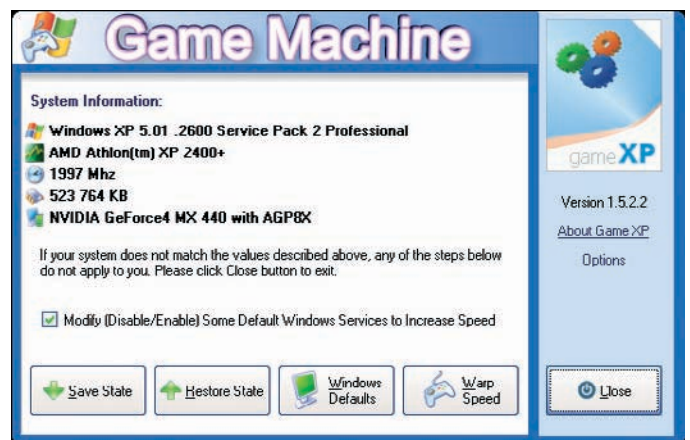 Game Machine
System Information:
Windows XP 5.01 .2600 Service Pack 2 Professional
AMD Athlon(tm) XP 2400+
1997 Mhz
523 764 KB
NVIDIA GeForce4 MX 440 with AGP8X
If your system does not match the values described above, any of the steps below
do not apply to you. Please click Close button to exit.
Modify (Disable/Enable) Some Default Windows Services to Increase Speed
Save State
Restore State
Windows
Defaults
Warp
Speed
game XP
Version 1.5.2.2
About Game XP
Options
Close